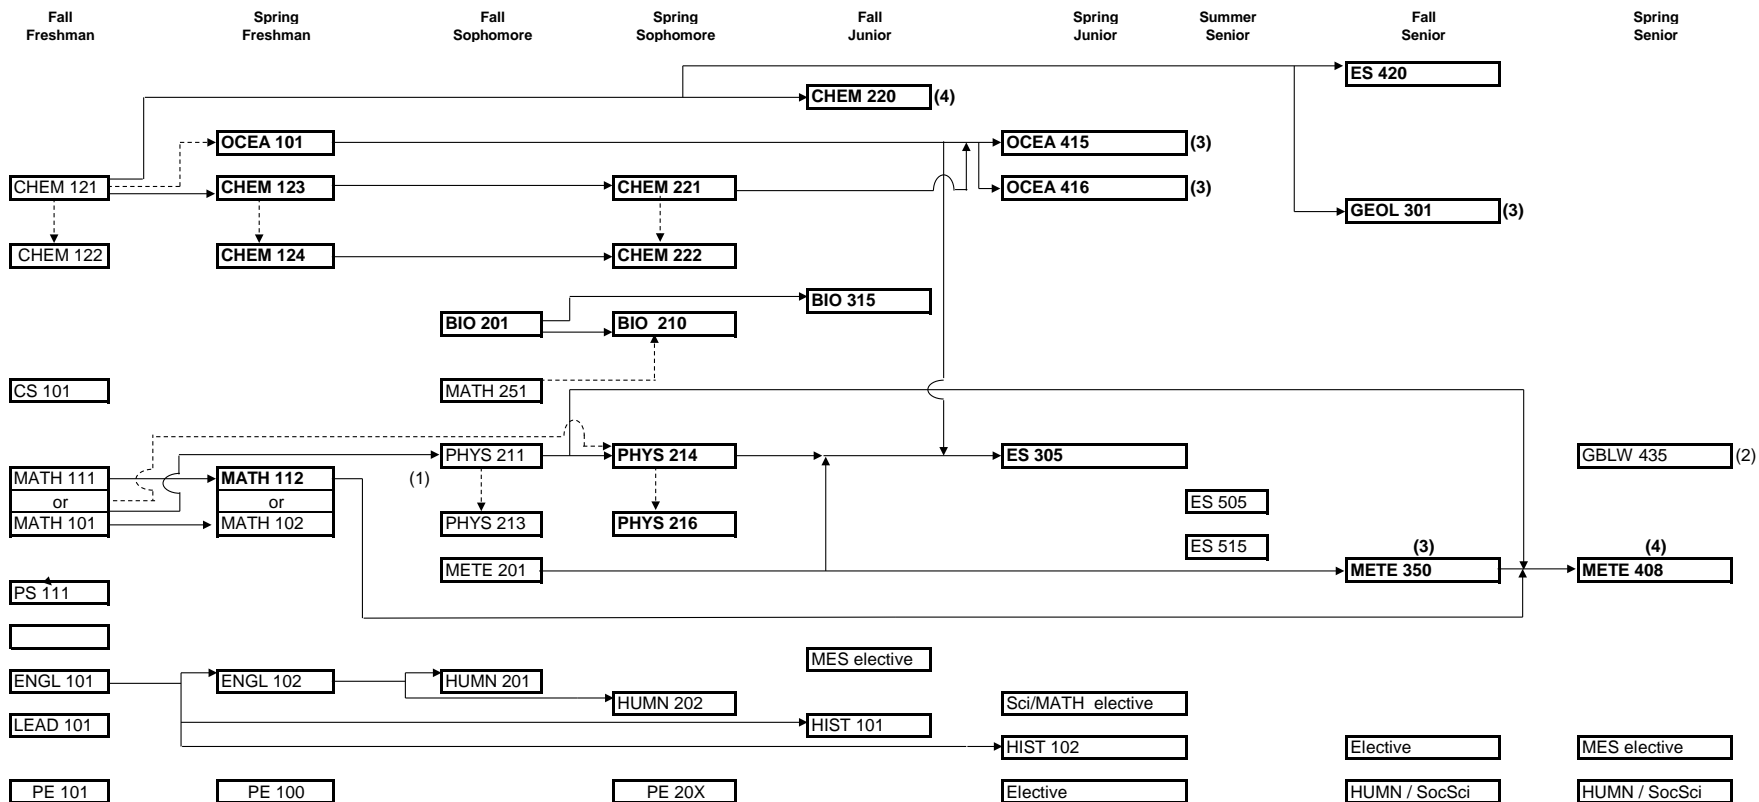 Fall Spring Fall Spring Fall Spring Summer Fall Spring
Freshman Freshman Sophomore Sophomore Junior Junior Senior Senior Senior
ES 420
CHEM 220 (4)
OCEA 101 OCEA 415 (3)
CHEM 121 CHEM 123 CHEM 221 OCEA 416 (3)
GEOL 301 (3)
CHEM 122 CHEM 124 CHEM 222
BIO 315
BIO 201 BIO 210
CS 101 MATH 251
PHYS 211 PHYS 214 ES 305 GBLW 435 (2)
MATH 111 MATH 112 (1)
or or ES 505
MATH 101 MATH 102 PHYS 213 PHYS 216
ES 515 (3) (4)
METE 201 METE 350 METE 408
PS 111
MES elective
ENGL 101 ENGL 102 HUMN 201
HUMN 202 Sci/MATH elective
LEAD 101 HIST 101
HIST 102 Elective MES elective
PE 101 PE 100 PE 20X Elective HUMN / SocSci HUMN / SocSci